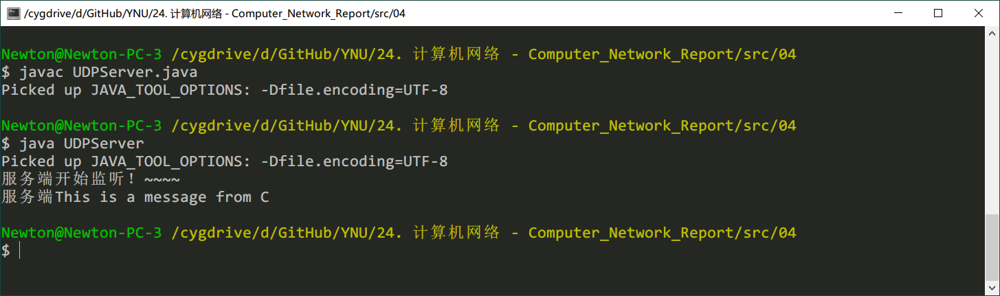 /cygdrive/d/GitHub/YNU/24. 计算机网络 - Computer_Network_Report/src/04
Newton@Newton-PC-3 /cygdrive/d/GitHub/YNU/24. 计算机网络 - Computer_Network_Report/src/04
$ javac UDPServer.java
Picked up JAVA_TOOL_OPTIONS: -Dfile.encoding=UTF-8
Newton@Newton-PC-3 /cygdrive/d/GitHub/YNU/24. 计算机网络 - Computer_Network_Report/src/04
$ java UDPServer
Picked up JAVA_TOOL_OPTIONS: -Dfile.encoding=UTF-8
服务端开始监听！~~~~
服务端This is a message from C
Newton@Newton-PC-3 /cygdrive/d/GitHub/YNU/24. 计算机网络 - Computer_Network_Report/src/04
$